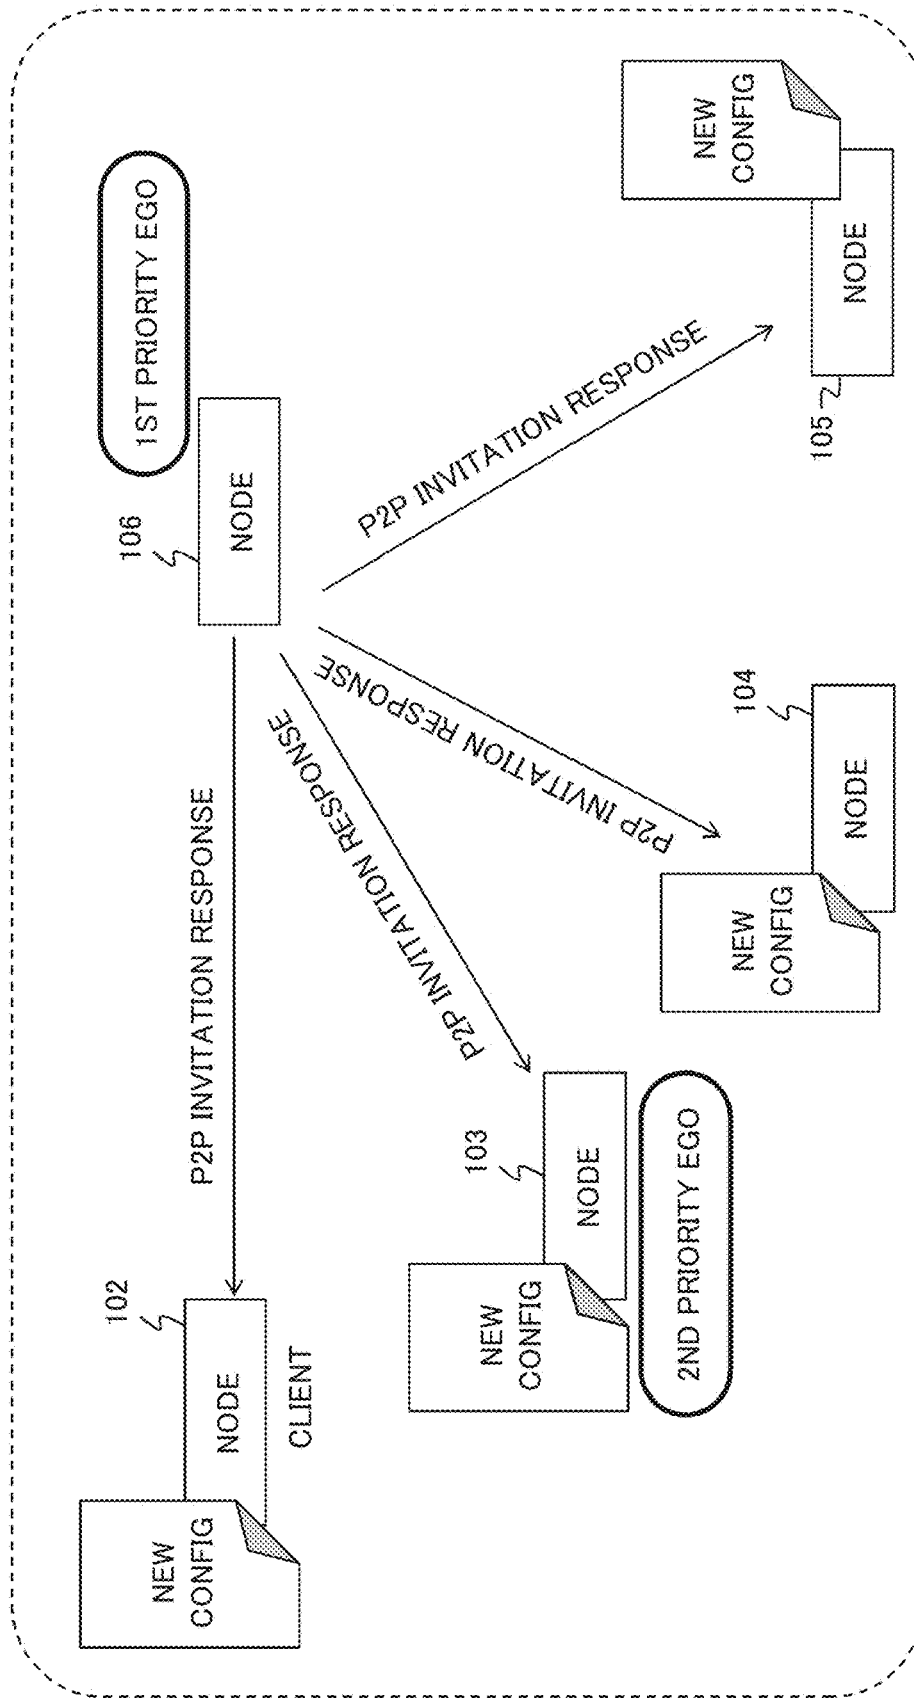 NEW
CONFIG
102
NODE
CLIENT
P2P INVITATION RESPONSE
106
NODE
1ST PRIORITY EGO
NEW
CONFIG
103
NODE
2ND PRIORITY EGO
P2P INVITATION RESPONSE
P2P INVITATION RESPONSE
NEW
CONFIG
104
NODE
P2P INVITATION RESPONSE
105
NODE
NEW
CONFIG